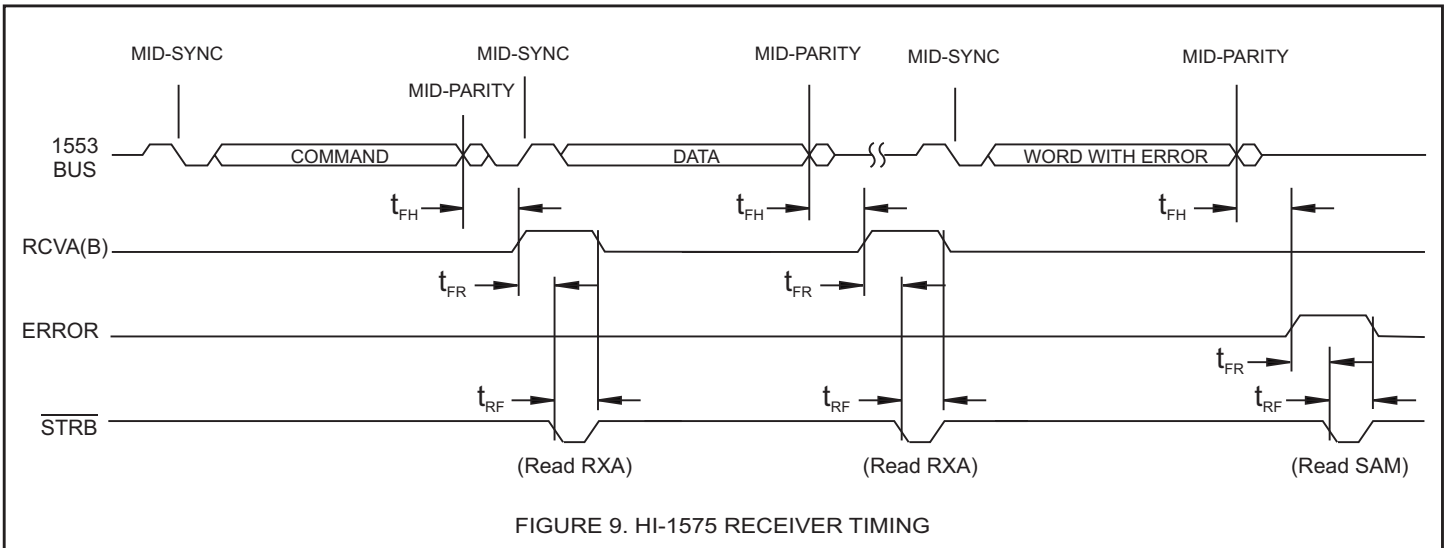 MID-SYNC
MID-SYNC
MID-PARITY
MID-SYNC
MID-PARITY
MID-PARITY
1553
BUS
COMMAND
DATA
WORD WITH ERROR
tFH
tFH
tFH
RCVA(B)
tFR
tFR
ERROR
tFR
tRF
tRF
tRF
STRB
(Read RXA)
(Read RXA)
(Read SAM)
FIGURE 9. HI-1575 RECEIVER TIMING